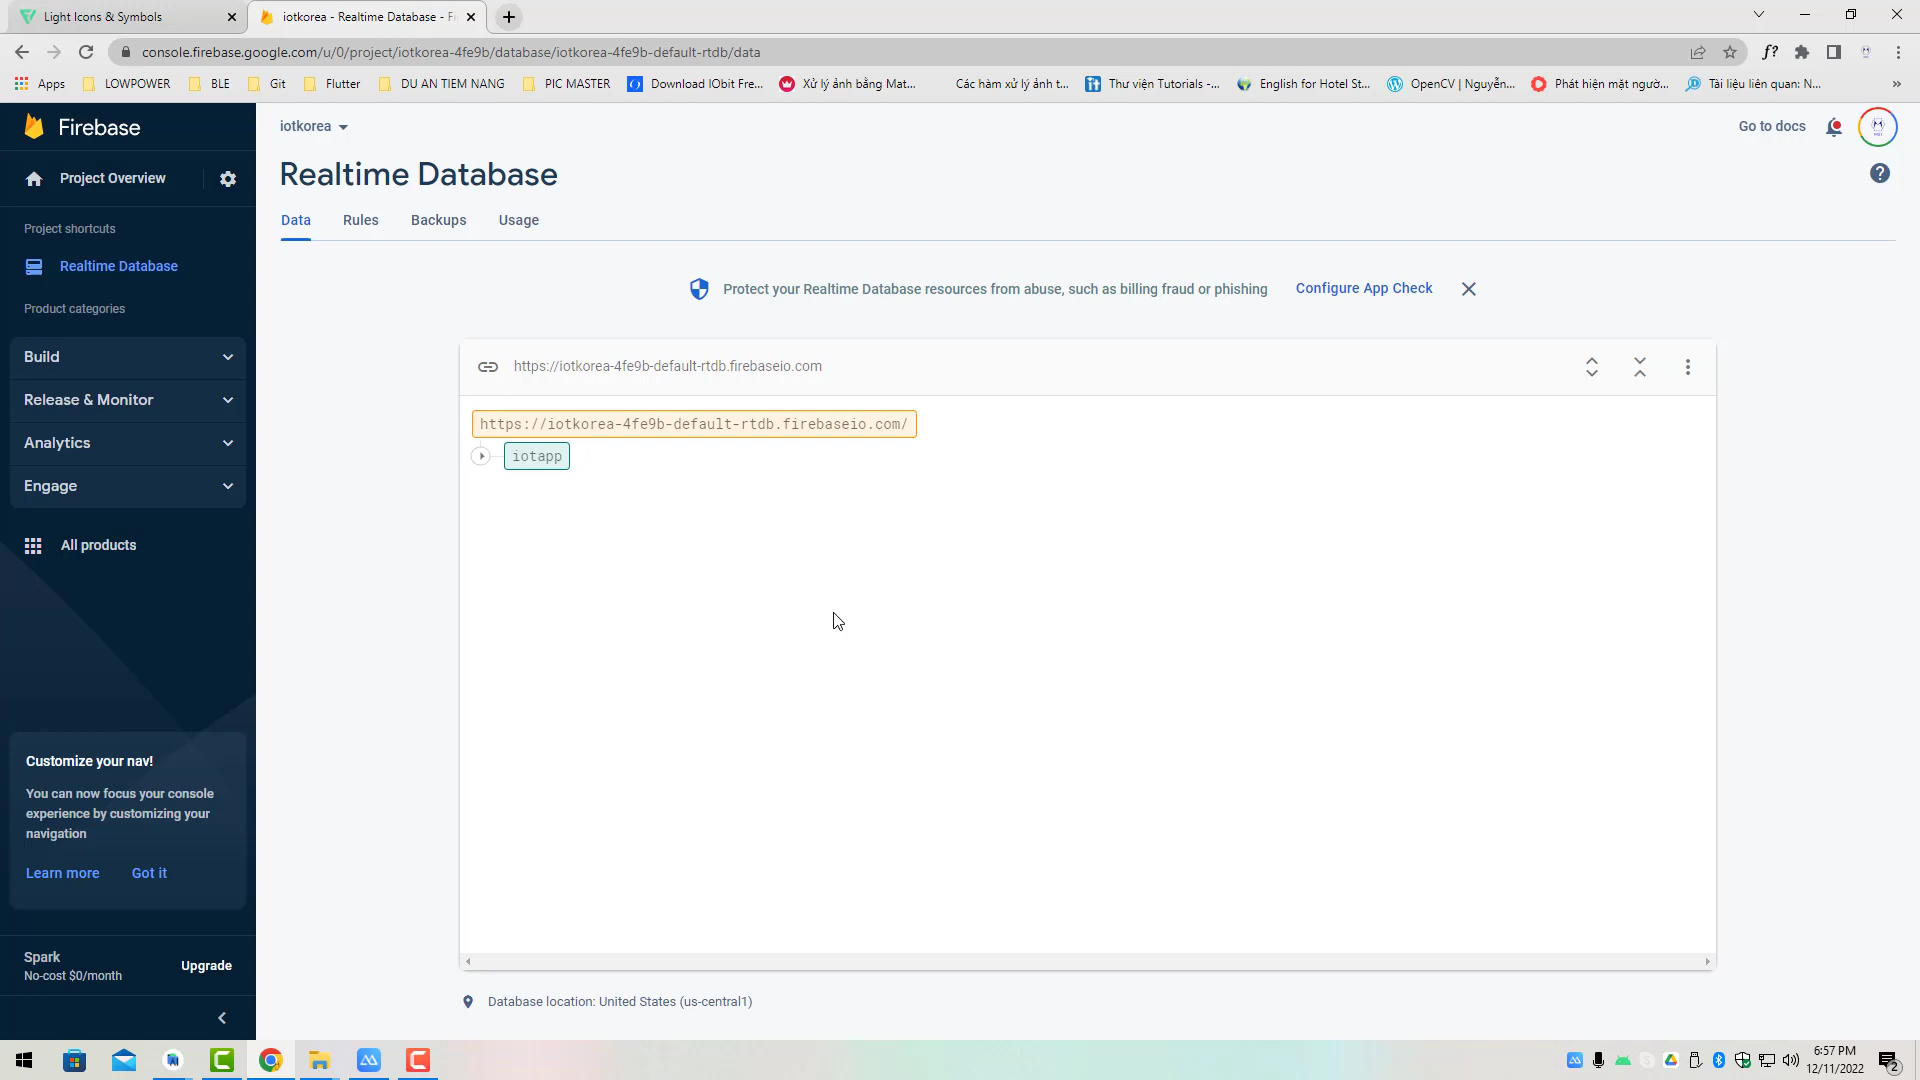 Light Icons & Symbols
iotkorea - Realtime Database - Fi
console.firebase.google.com/u/0/project/iotkorea-4fe9b/database/iotkorea-4fe9b-default-rtdb/data
Apps
LOWPOWER
BLE
Git
Flutter
DU AN TIEM NANG
PIC MASTER
Download IObit Fre...
Xử lý ảnh bằng Mat...
Các hàm xử lý ảnh t...
Thư viện Tutorials -...
English for Hotel St...
OpenCV | Nguyễn...
Phát hiện mặt ngườ...
Tài liệu liên quan: N...
Firebase
iotkorea
Go to docs
Project Overview
Realtime Database
Data
Rules
Backups
Usage
Project shortcuts
Realtime Database
Product categories
Protect your Realtime Database resources from abuse, such as billing fraud or phishing
Configure App Check
Build
Release & Monitor
Analytics
Engage
All products
https://iotkorea-4fe9b-default-rtdb.firebaseio.com
https://iotkorea-4fe9b-default-rtdb.firebaseio.com/
iotapp
Customize your nav!
You can now focus your console
experience by customizing your
navigation
Learn more
Got it
Spark
No-cost $0/month
Upgrade
Database location: United States (us-central1)
6:57 PM
12/11/2022
2